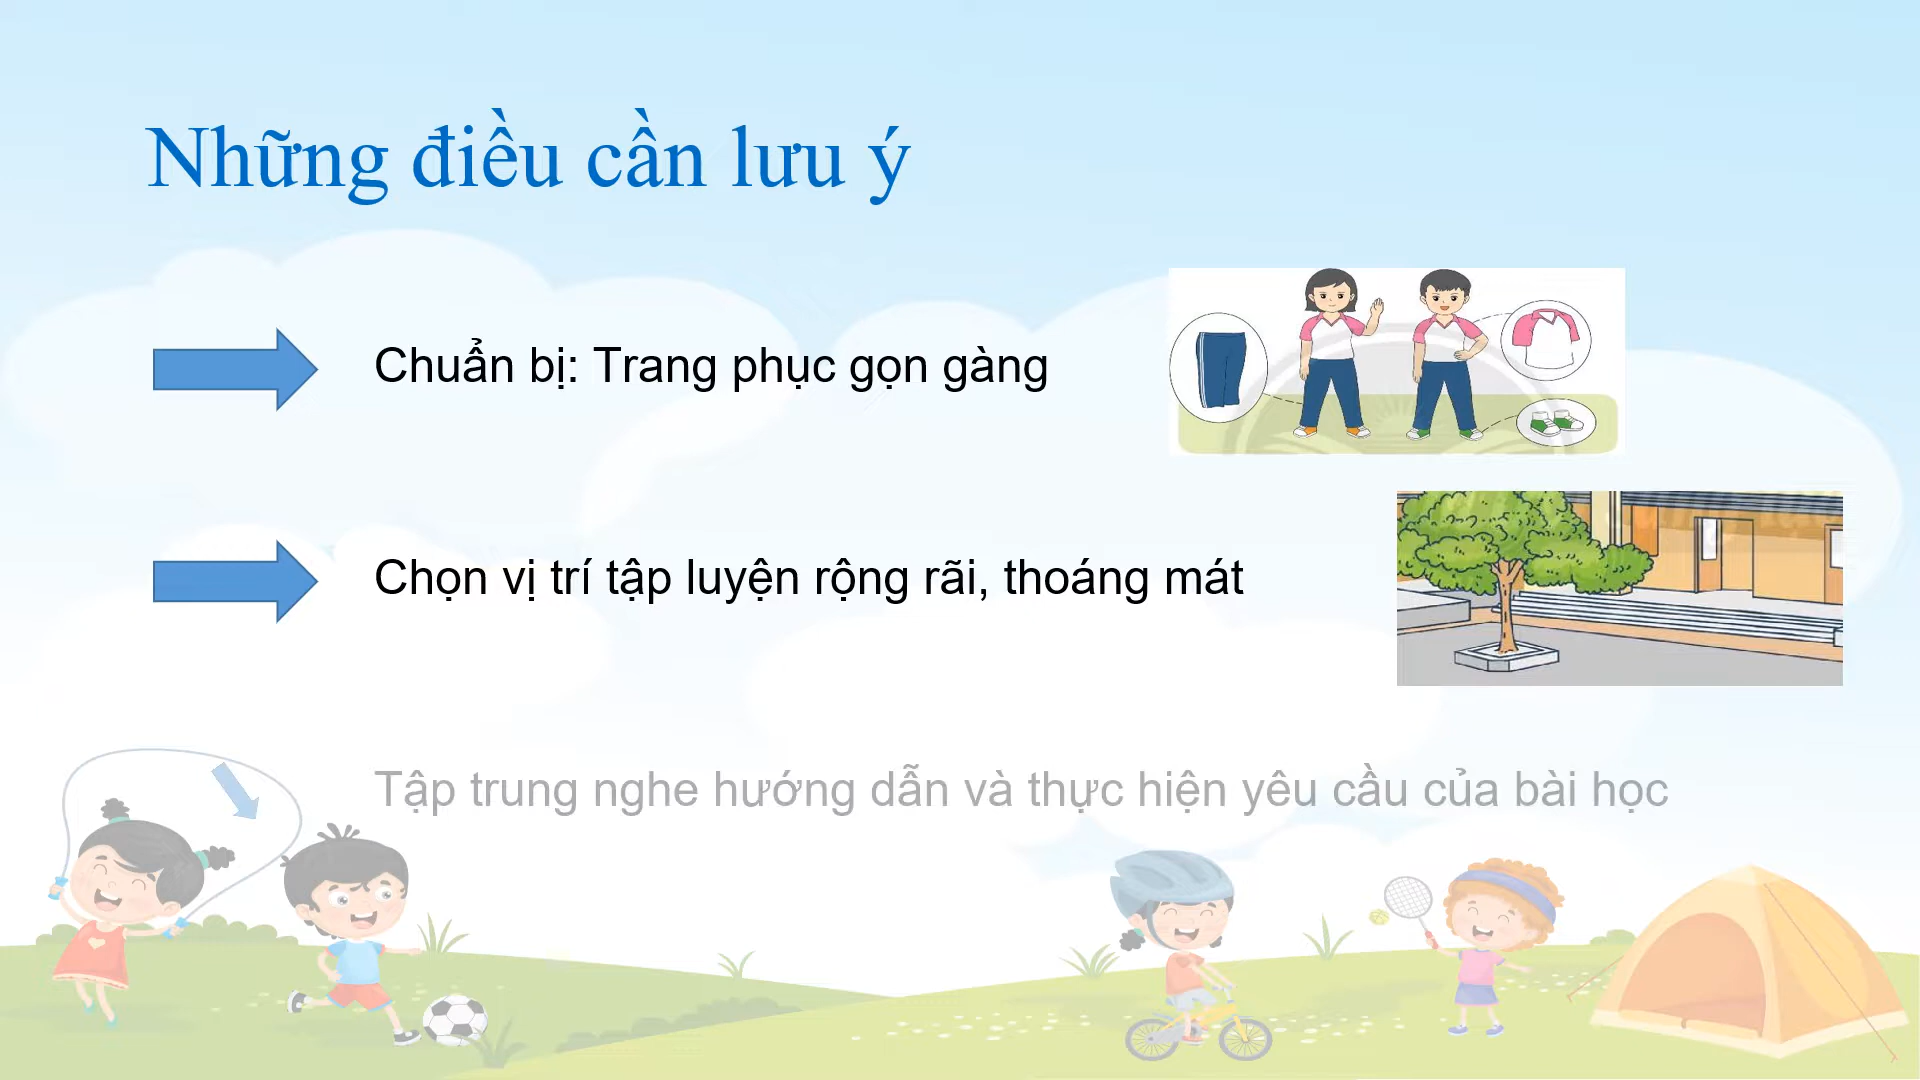 Những điều cần lưu ý
Chuẩn bị: Trang phục gọn gàng
Chọn vị trí tập luyện rộng rãi, thoáng mát
Tập trung nghe hướng dẫn và thực hiện yêu cầu của bài học